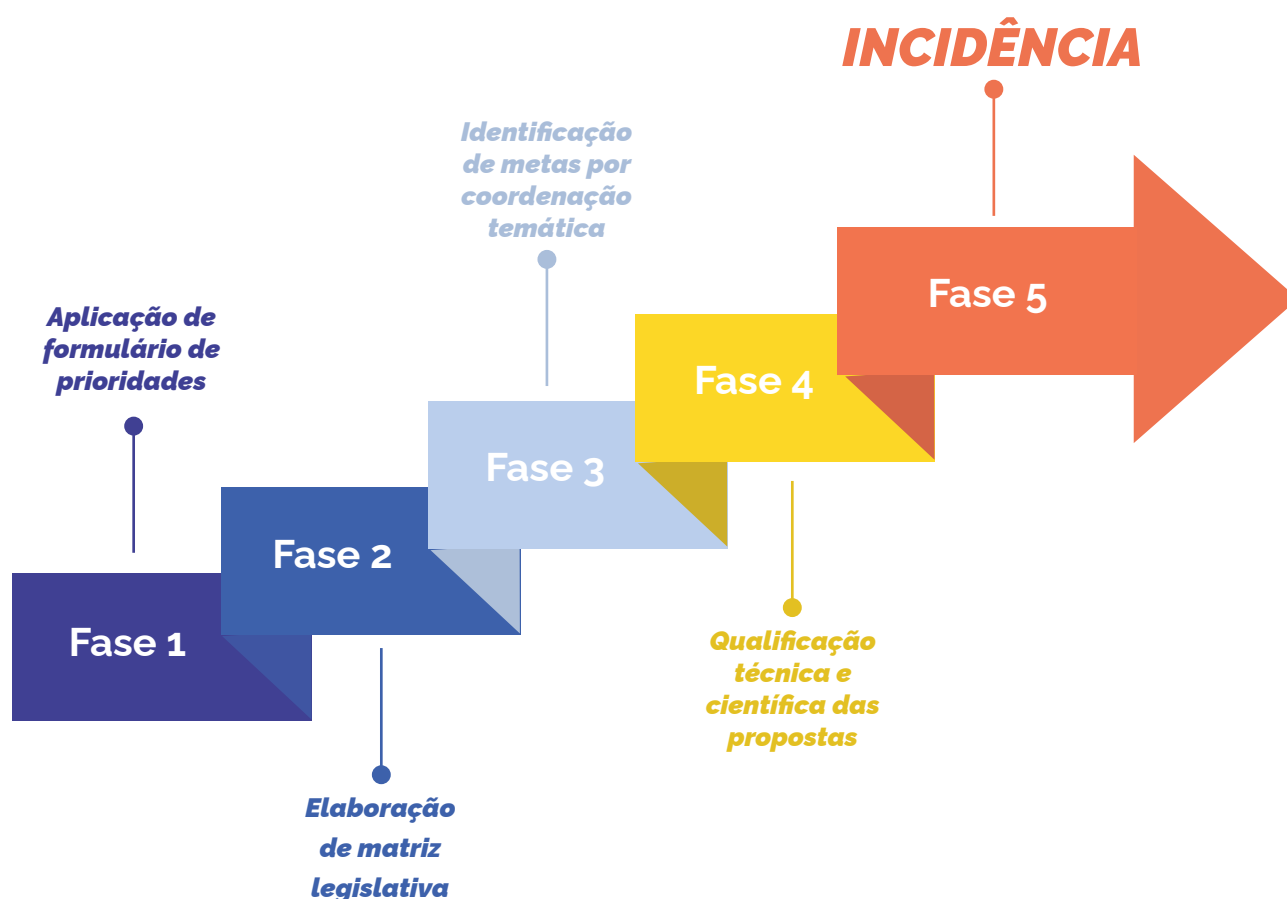 INCIDÊNCIA
Identificação
de metas por
coordenação
temática
Fase 5
Aplicação de
formulário de
prioridades
Fase 4
Fase 3
Fase 2
Fase 1
Qualificação
técnica e
científica das
propostas
Elaboração
de matriz
legislativa